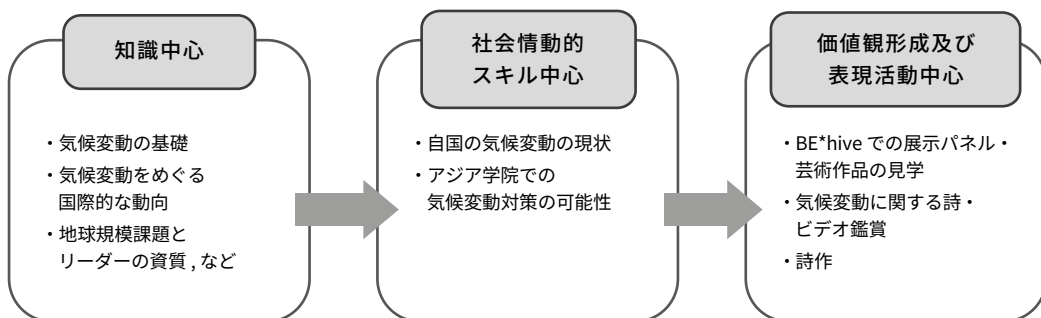 知識中心
・気候変動の基礎
・気候変動をめぐる
国際的な動向
・地球規模課題と
リーダーの資質 , など
社会情動的
スキル中心
・自国の気候変動の現状
・アジア学院での
気候変動対策の可能性
価値観形成及び
表現活動中心
・BE*hive での展示パネル・
芸術作品の見学
・気候変動に関する詩・
ビデオ鑑賞
・詩作